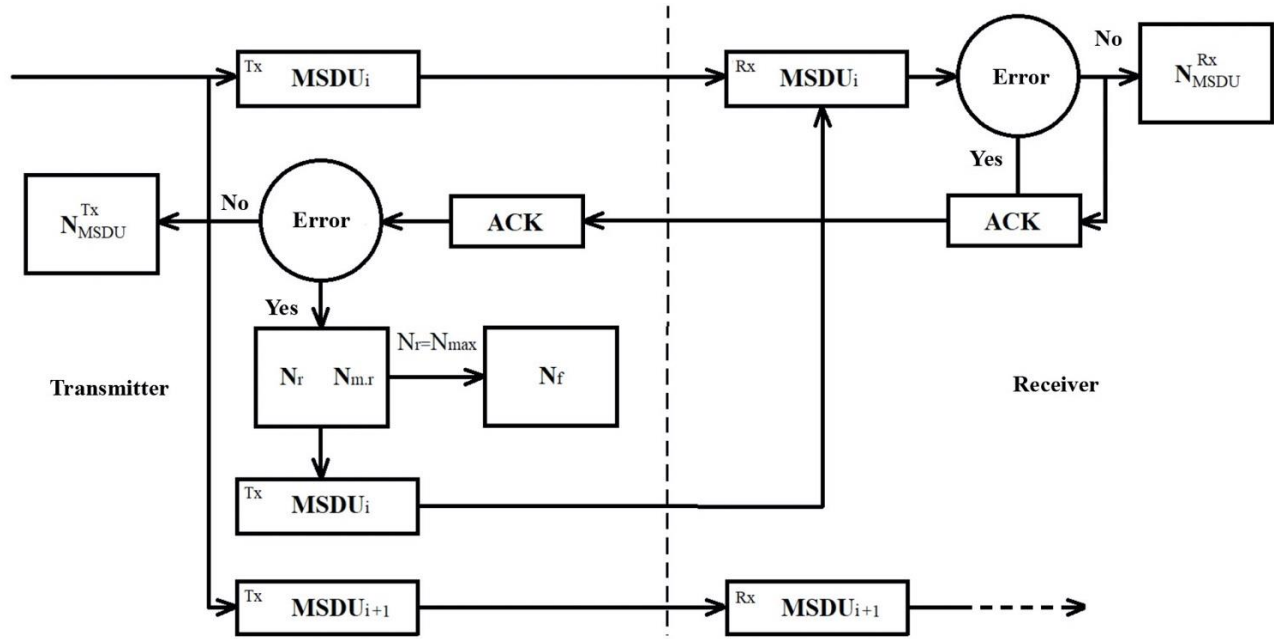 Tx MSDUi
Rx MSDUi
Error
No
N Rx MSDU
Yes
ACK
ACK
Error
No
N Tx MSDU
Yes
Nr Nm.r
Nr=Nmax
Nf
Transmitter
Receiver
Tx MSDUi
Tx MSDUi+1
Rx MSDUi+1